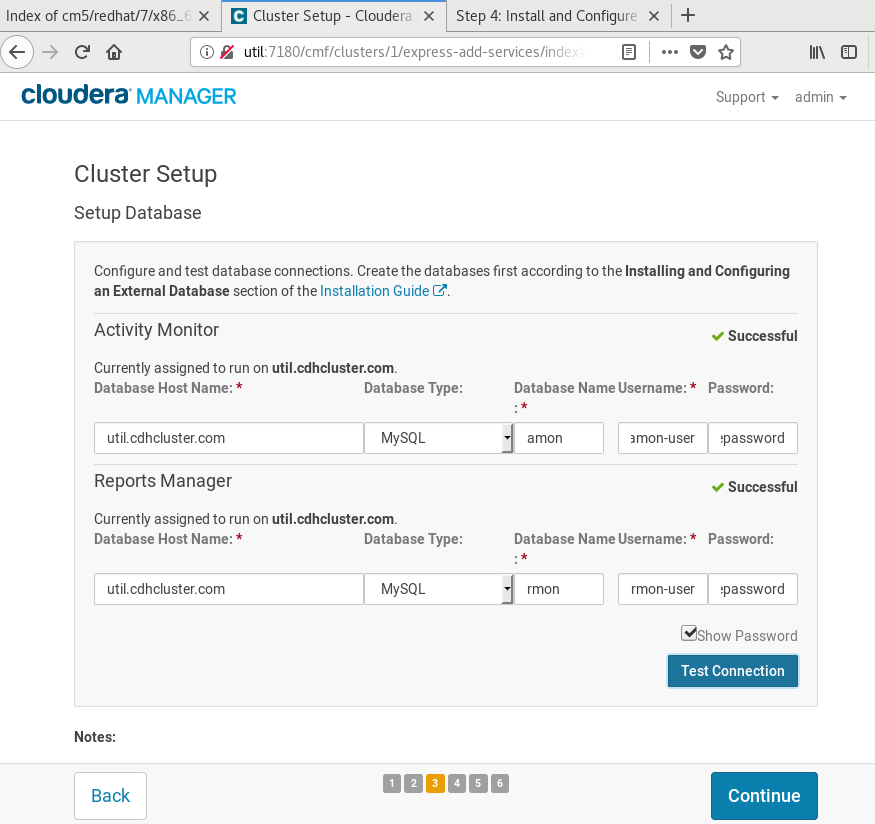 Index of cm5/redhat/7/x86_6
Cluster Setup - Cloudera
Step 4: Install and Configure
util:7180/cmf/clusters/1/express-add-services/index#
cloudera MANAGER
Support
admin
Cluster Setup
Setup Database
Configure and test database connections. Create the databases first according to the Installing and Configuring
an External Database section of the Installation Guide.
Activity Monitor
Successful
Currently assigned to run on util.cdhcluster.com.
Database Host Name: * Database Type: Database Name Username: * Password:
: *
util.cdhcluster.com MySQL amon amon-user password
Reports Manager
Successful
Currently assigned to run on util.cdhcluster.com.
Database Host Name: * Database Type: Database Name Username: * Password:
: *
util.cdhcluster.com MySQL rmon rmon-user password
Show Password
Test Connection
Notes:
Back
1 2 3 4 5 6
Continue